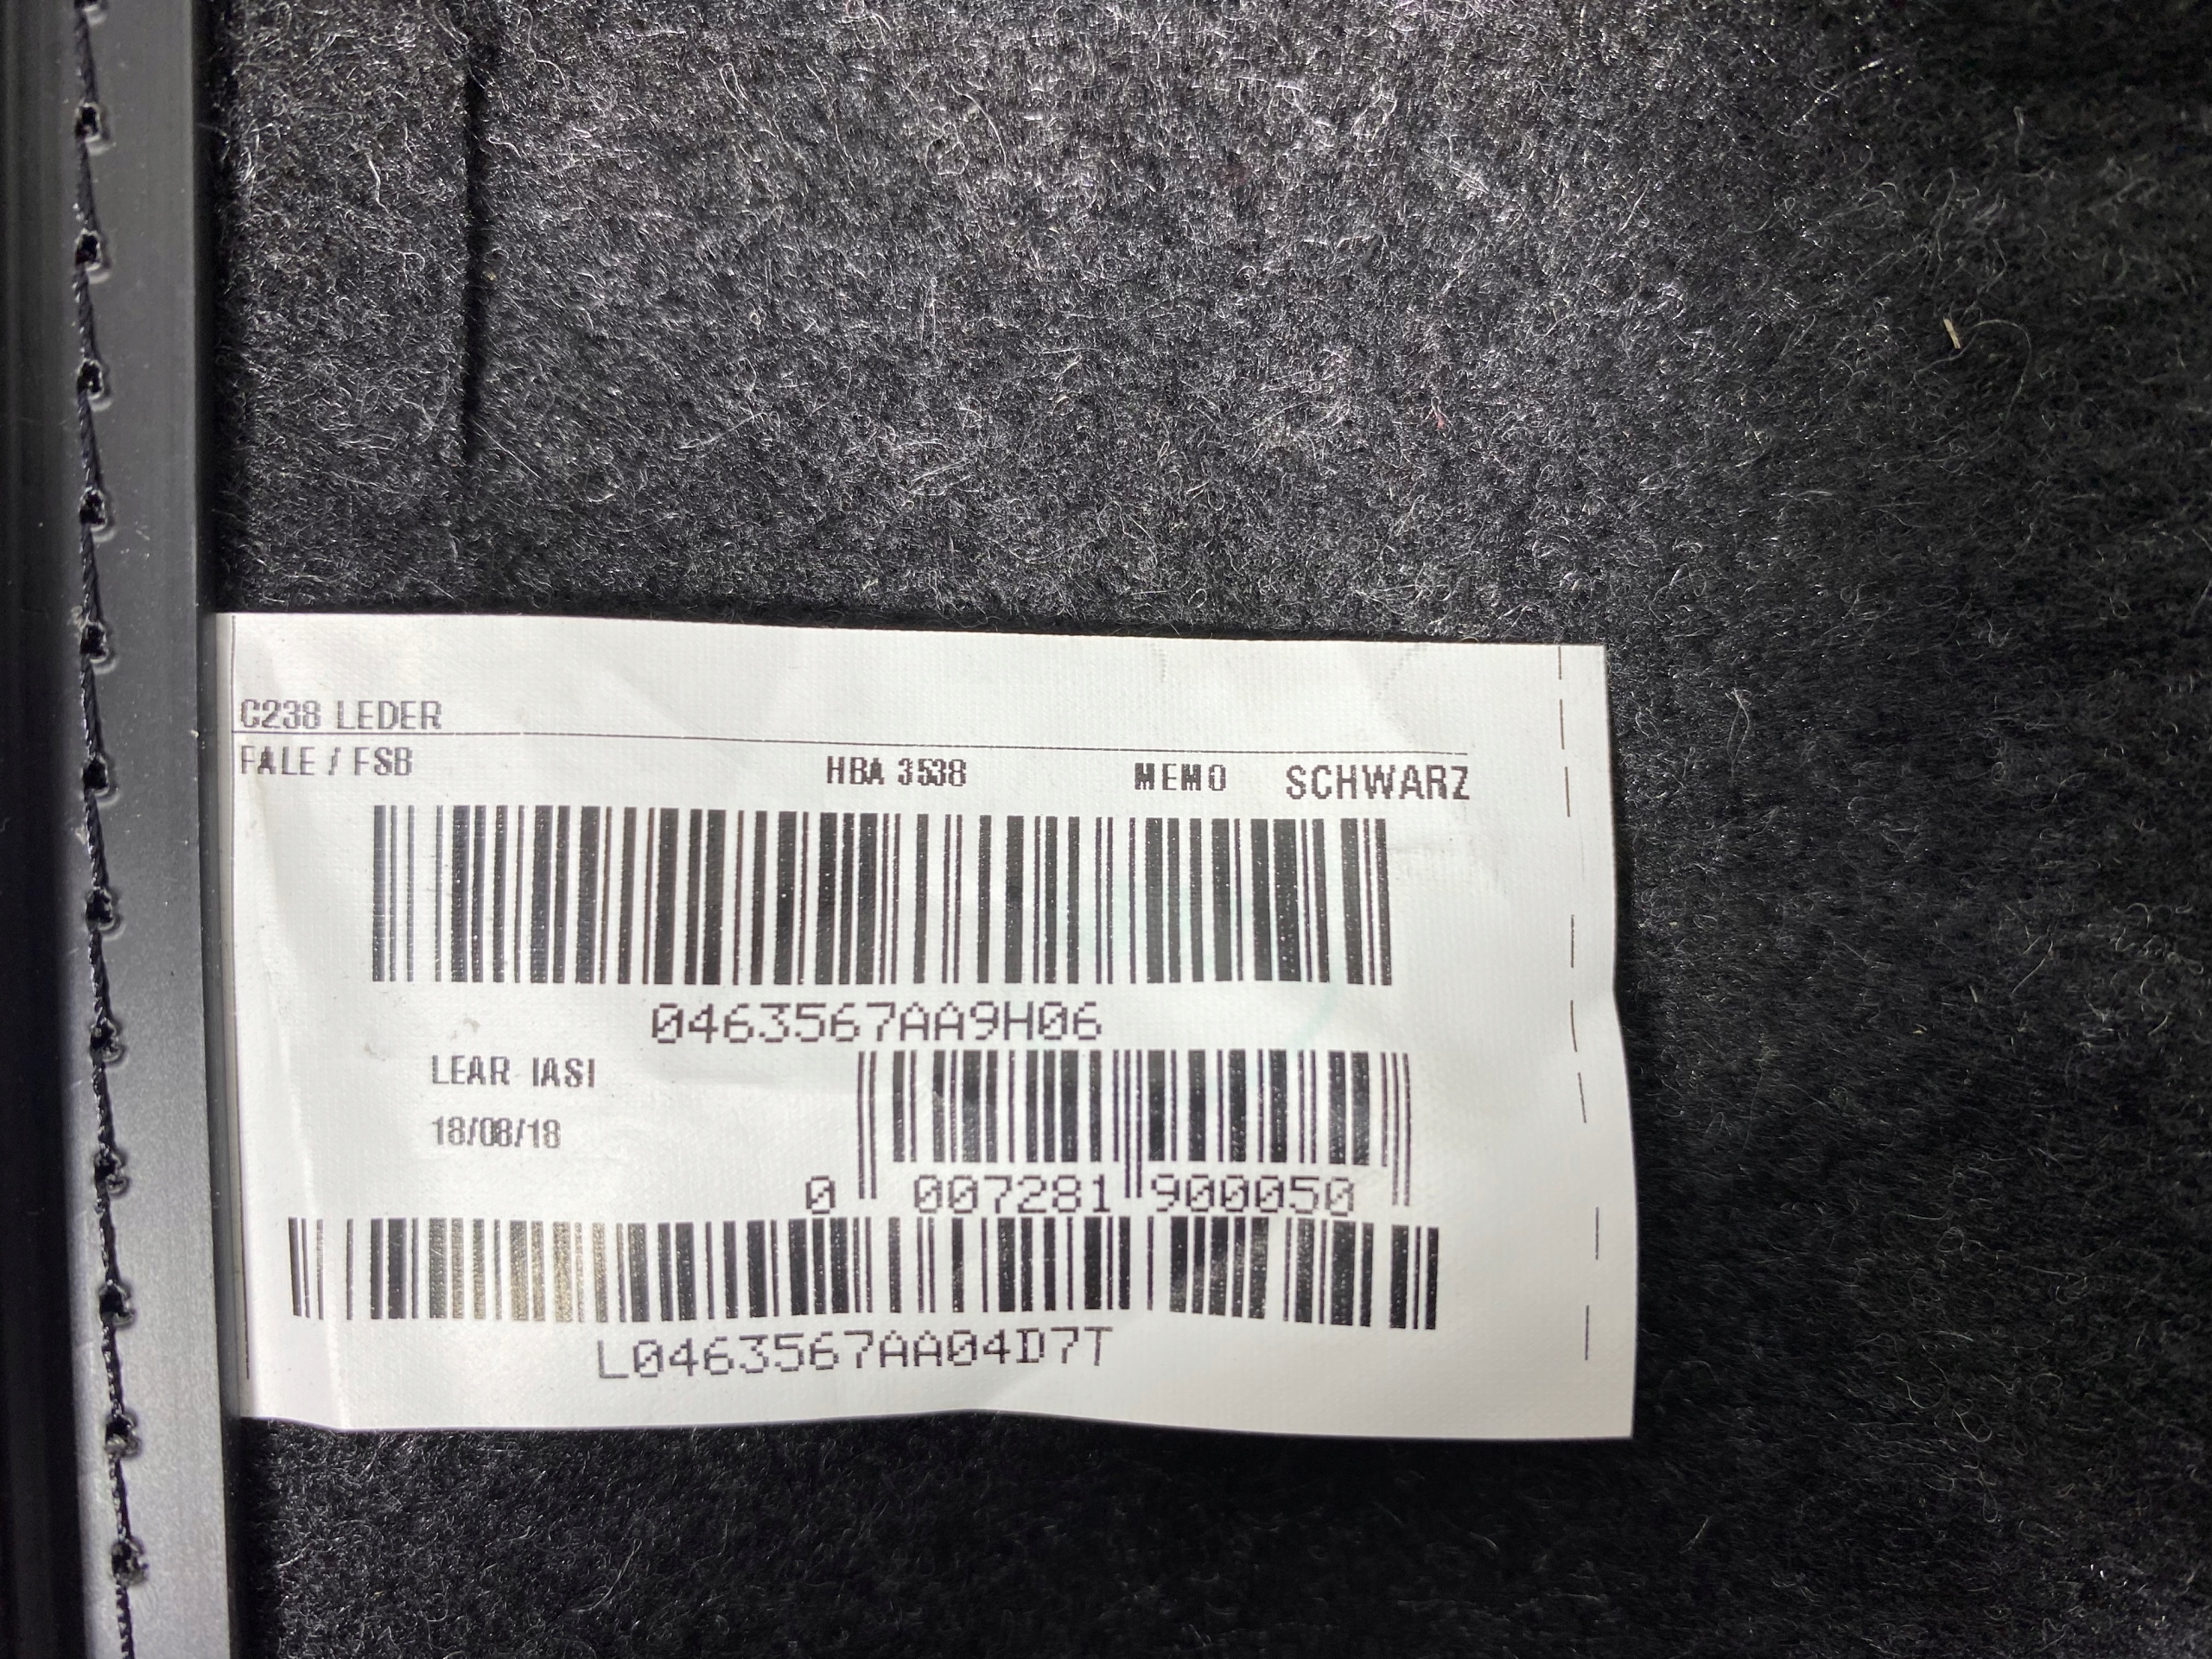 C238 LEDER
FALE / FSB HBA 3538 MEMO SCHWARZ
0463567AA9H06
LEAR IASI
18/08/18
0 007281 900050
L0463567AA04D7T